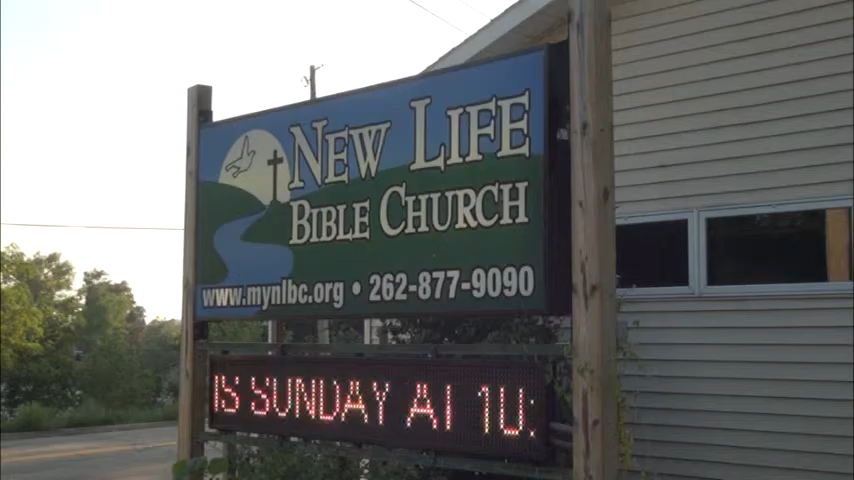 NEW LIFE
BIBLE CHURCH
www.mynlbc.org • 262-877-9090
IS SUNDAY AT 10: